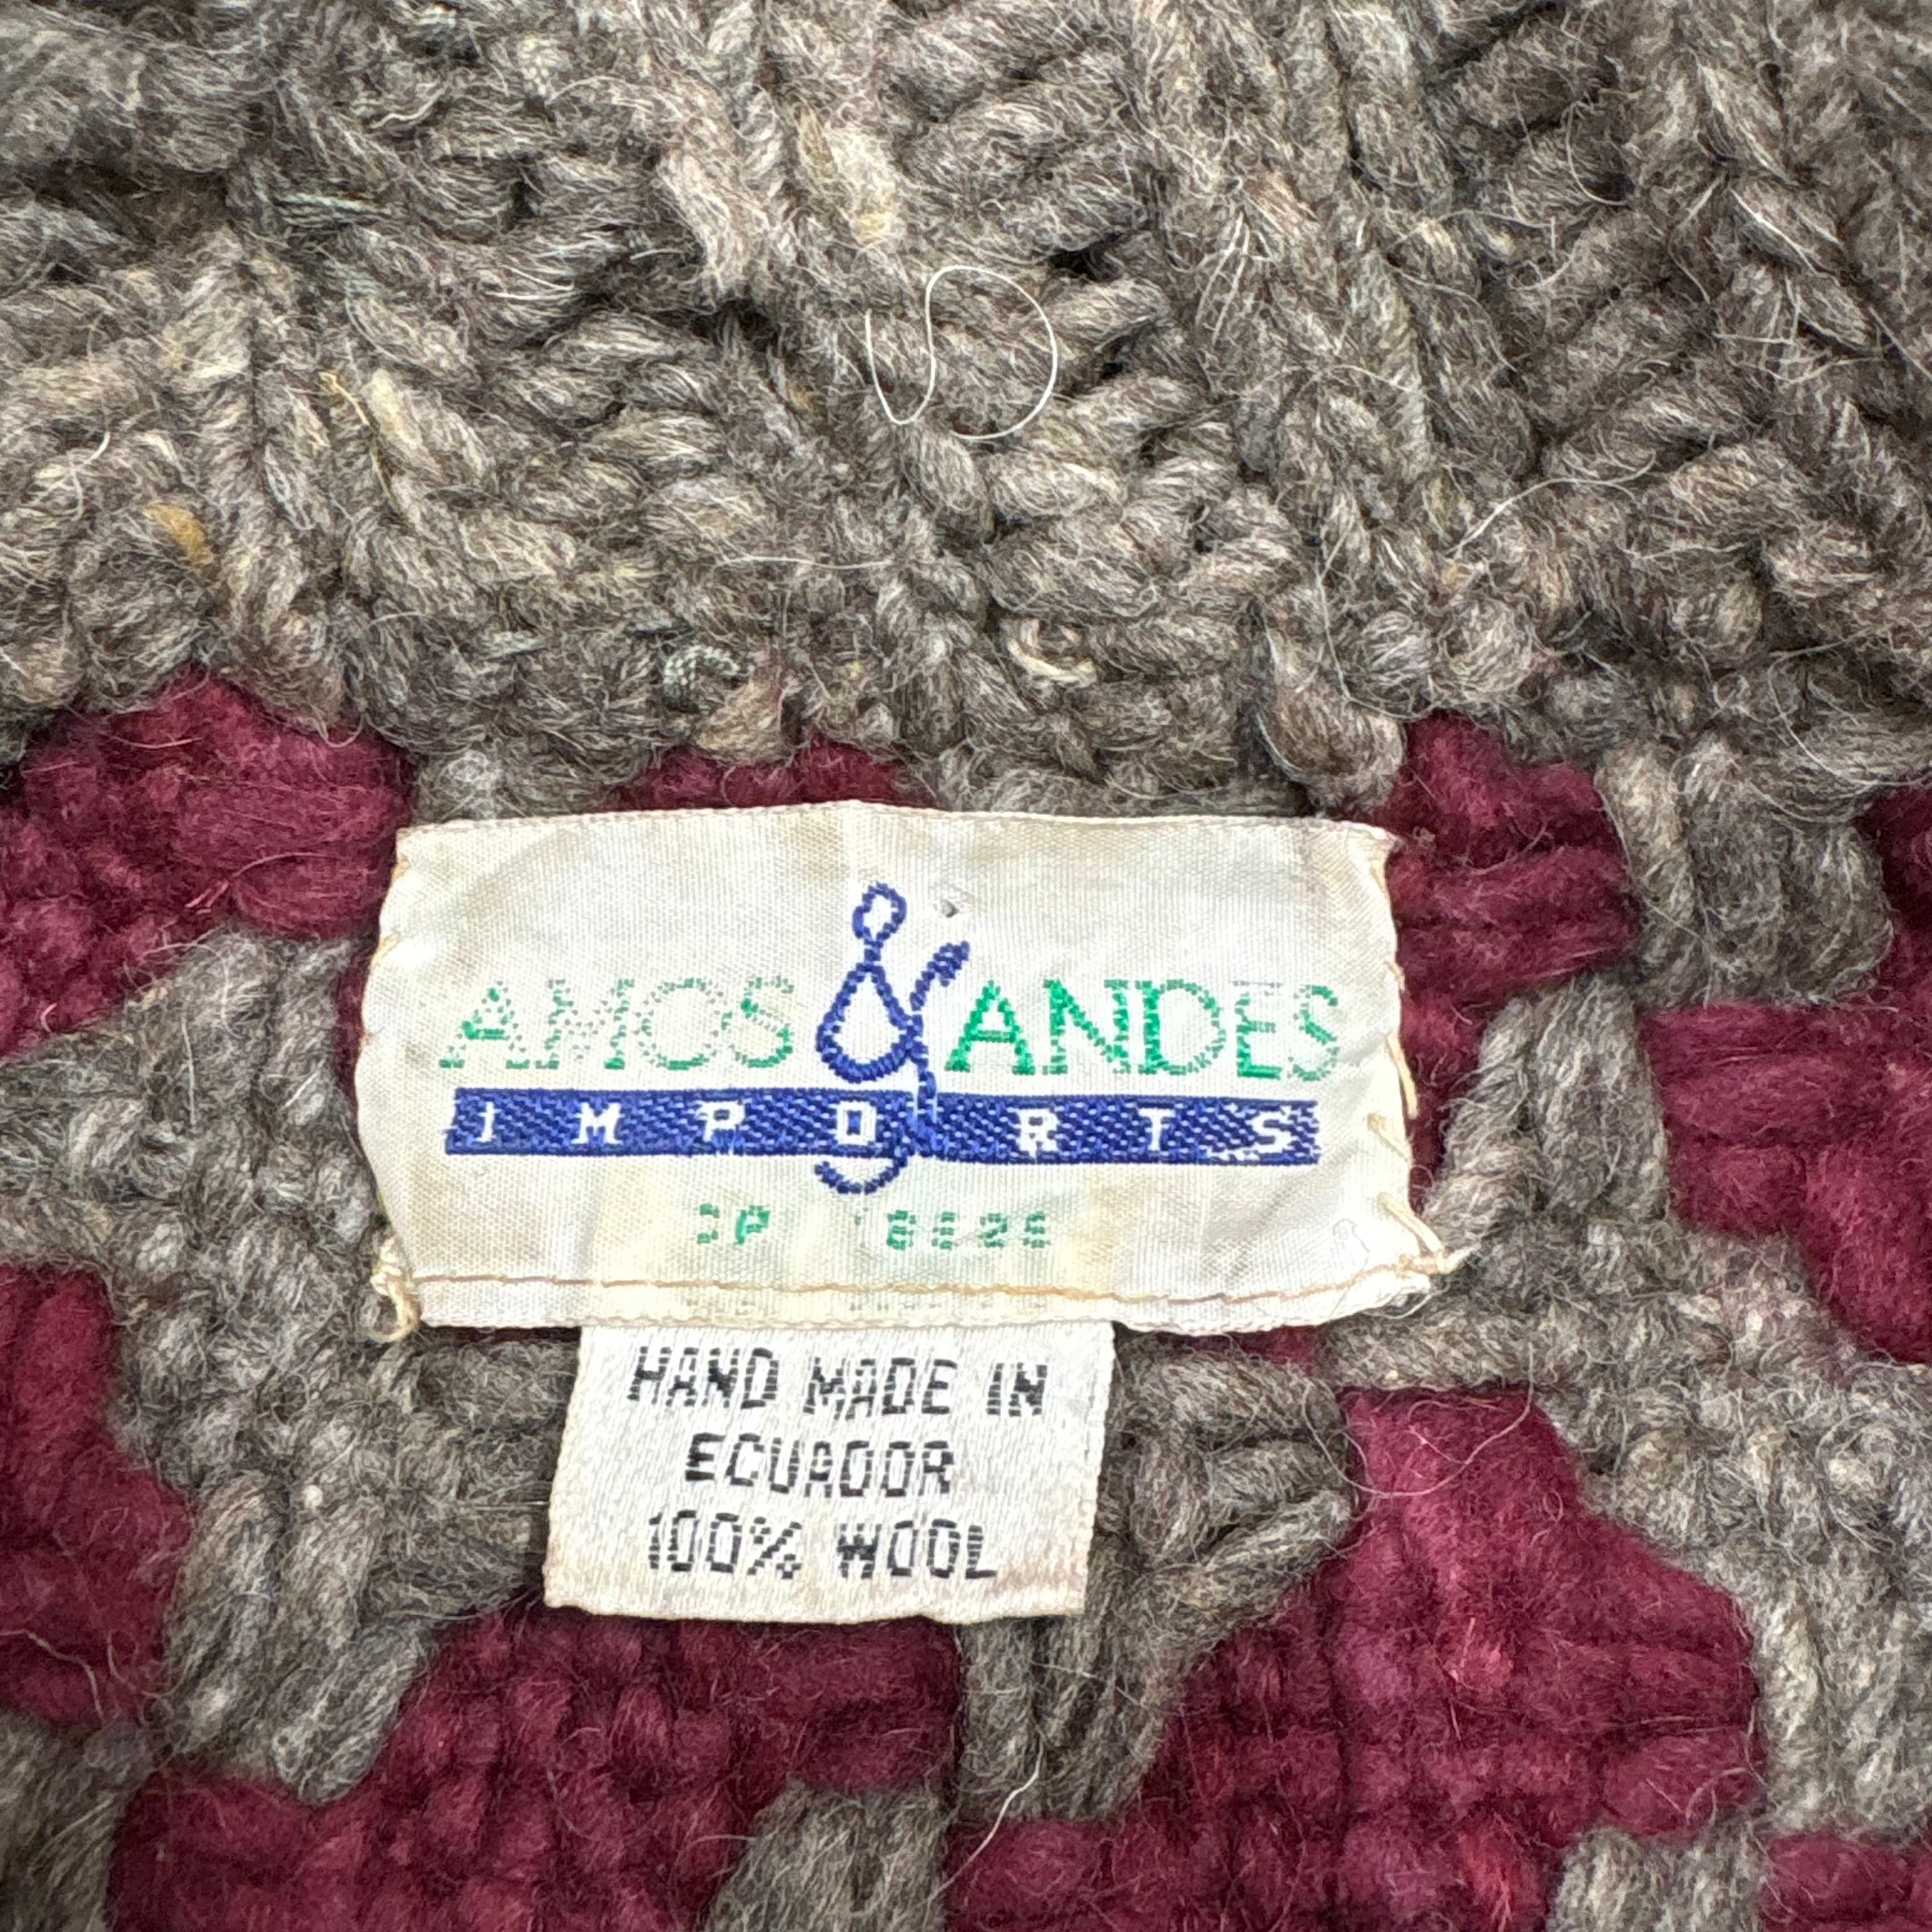 AMOS & ANDES
IMPORTS
HAND MADE IN
ECUADOR
100% WOOL